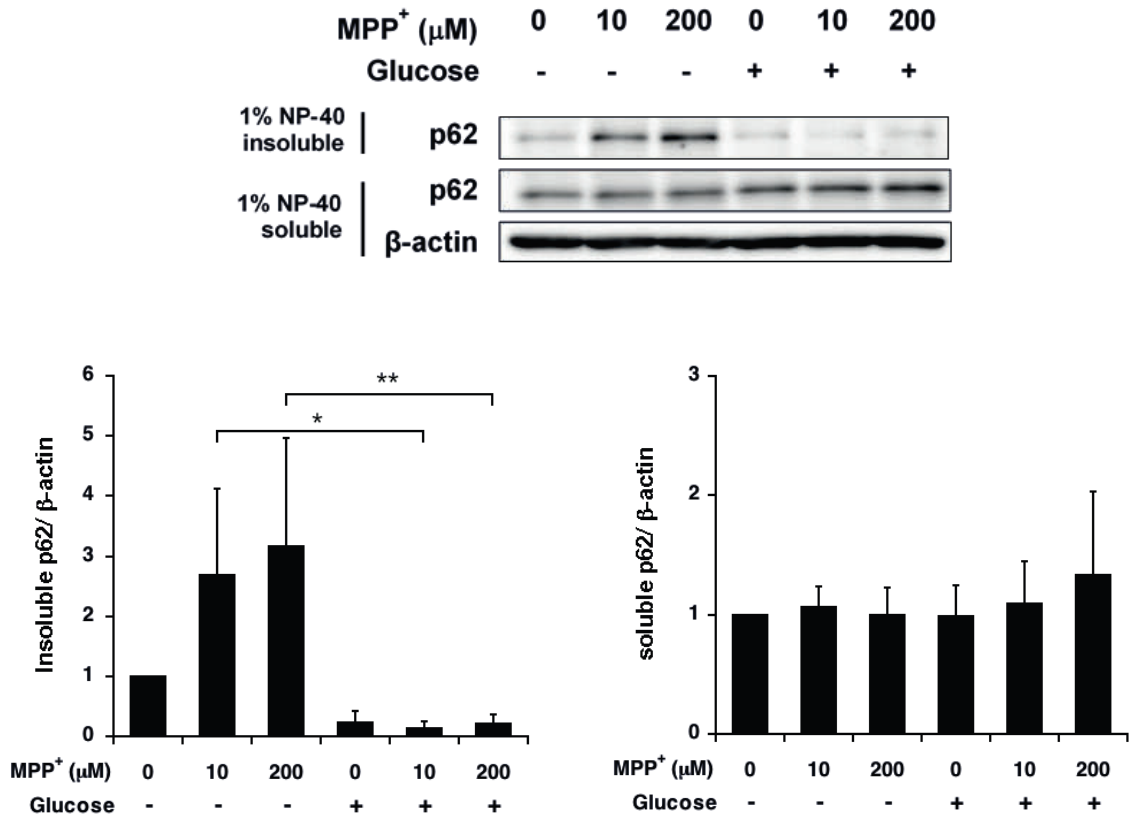 MPP+ (μM) 0 10 200 0 10 200
Glucose - - - + + +
1% NP-40
insoluble
p62
1% NP-40
soluble
p62
β-actin
6
5
4
3
2
1
0
Insoluble p62/ β-actin
**
*
MPP+ (μM) 0 10 200 0 10 200
Glucose - - - + + +
3
2
1
0
soluble p62/ β-actin
MPP+ (μM) 0 10 200 0 10 200
Glucose - - - + + +